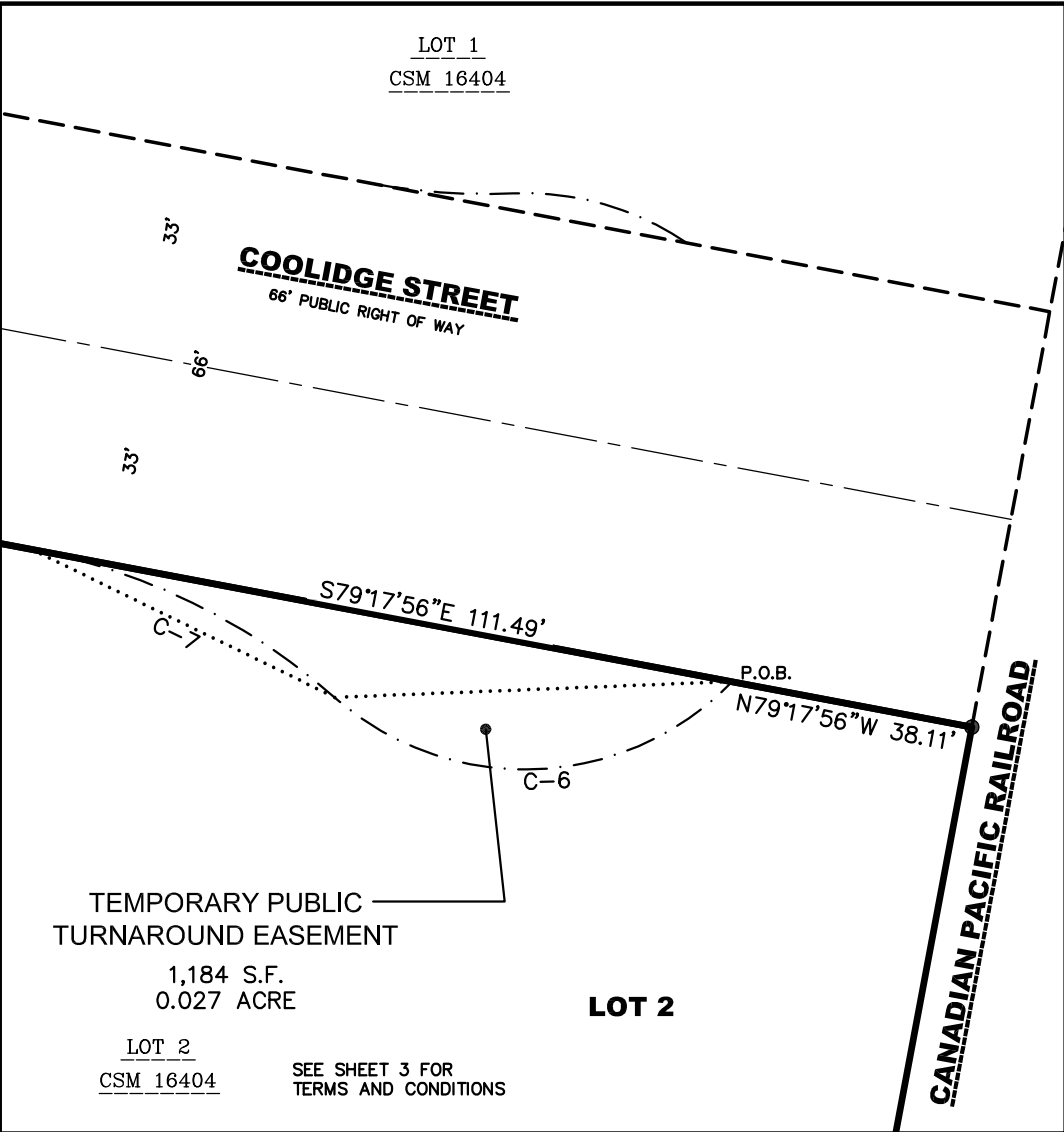 LOT 1
CSM 16404
33'
COOLIDGE STREET
66' PUBLIC RIGHT OF WAY
66'
33'
S79°17'56"E 111.49'
C-7
P.O.B.
N79°17'56"W 38.11'
C-6
CANADIAN PACIFIC RAILROAD
TEMPORARY PUBLIC
TURNAROUND EASEMENT
1,184 S.F.
0.027 ACRE
LOT 2
LOT 2
CSM 16404
SEE SHEET 3 FOR
TERMS AND CONDITIONS